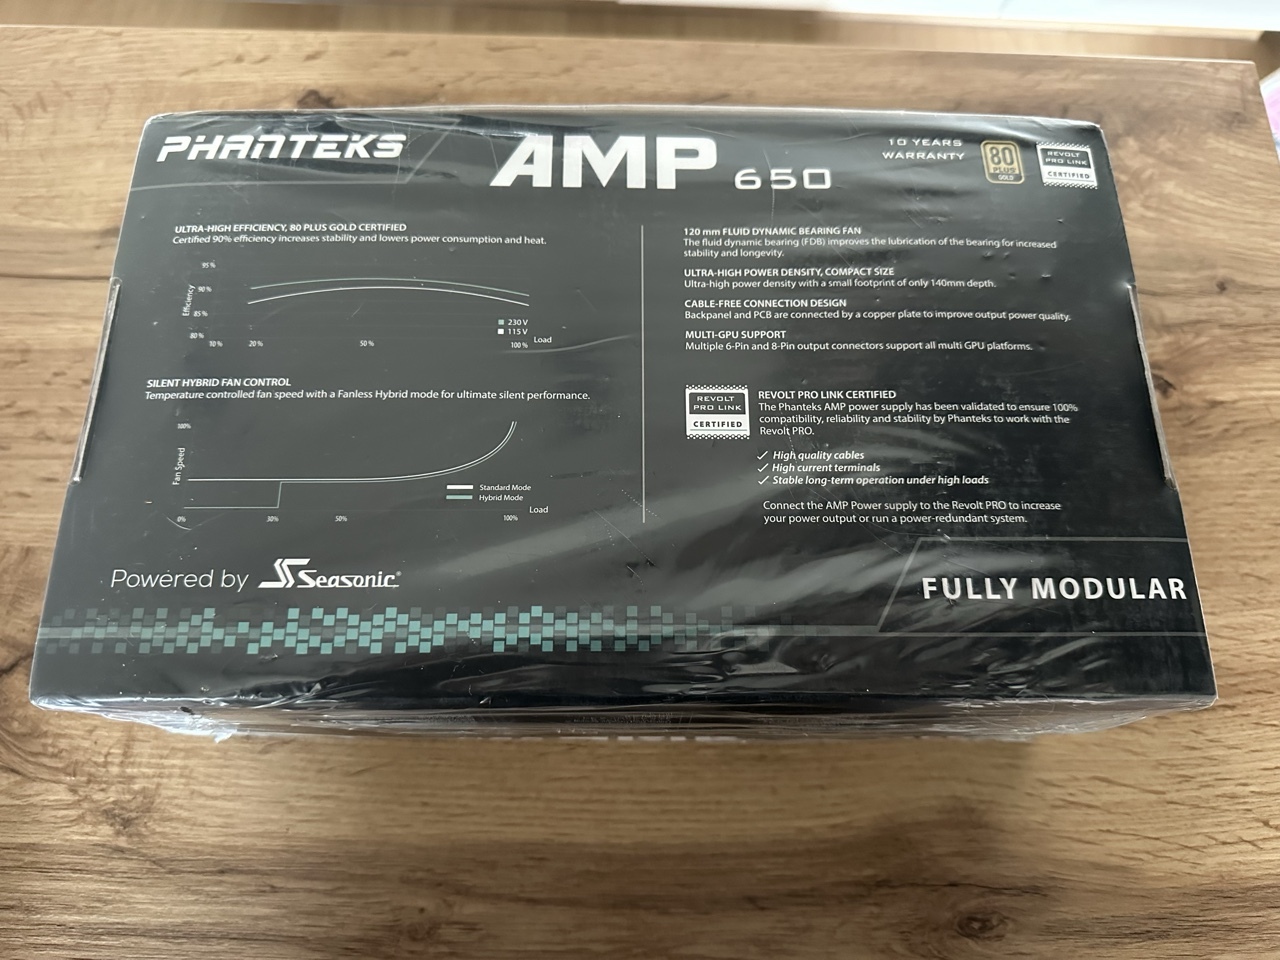 PHANTEKS
AMP 650
10 YEARS
WARRANTY
80
PLUS
GOLD
REVOLT
PRO LINK
CERTIFIED
ULTRA-HIGH EFFICIENCY, 80 PLUS GOLD CERTIFIED
Certified 90% efficiency increases stability and lowers power consumption and heat.
Efficiency
95%
90%
85%
80%
10%
20%
50%
100%
Load
230 V
115 V
SILENT HYBRID FAN CONTROL
Temperature controlled fan speed with a Fanless Hybrid mode for ultimate silent performance.
Fan Speed
100%
0%
30%
50%
100%
Load
Standard Mode
Hybrid Mode
Powered by Seasonic®
120 mm FLUID DYNAMIC BEARING FAN
The fluid dynamic bearing (FDB) improves the lubrication of the bearing for increased
stability and longevity.
ULTRA-HIGH POWER DENSITY, COMPACT SIZE
Ultra-high power density with a small footprint of only 140mm depth.
CABLE-FREE CONNECTION DESIGN
Backpanel and PCB are connected by a copper plate to improve output power quality.
MULTI-GPU SUPPORT
Multiple 6-Pin and 8-Pin output connectors support all multi GPU platforms.
REVOLT
PRO LINK
CERTIFIED
REVOLT PRO LINK CERTIFIED
The Phanteks AMP power supply has been validated to ensure 100%
compatibility, reliability and stability by Phanteks to work with the
Revolt PRO.
✓ High quality cables
✓ High current terminals
✓ Stable long-term operation under high loads
Connect the AMP Power supply to the Revolt PRO to increase
your power output or run a power-redundant system.
FULLY MODULAR